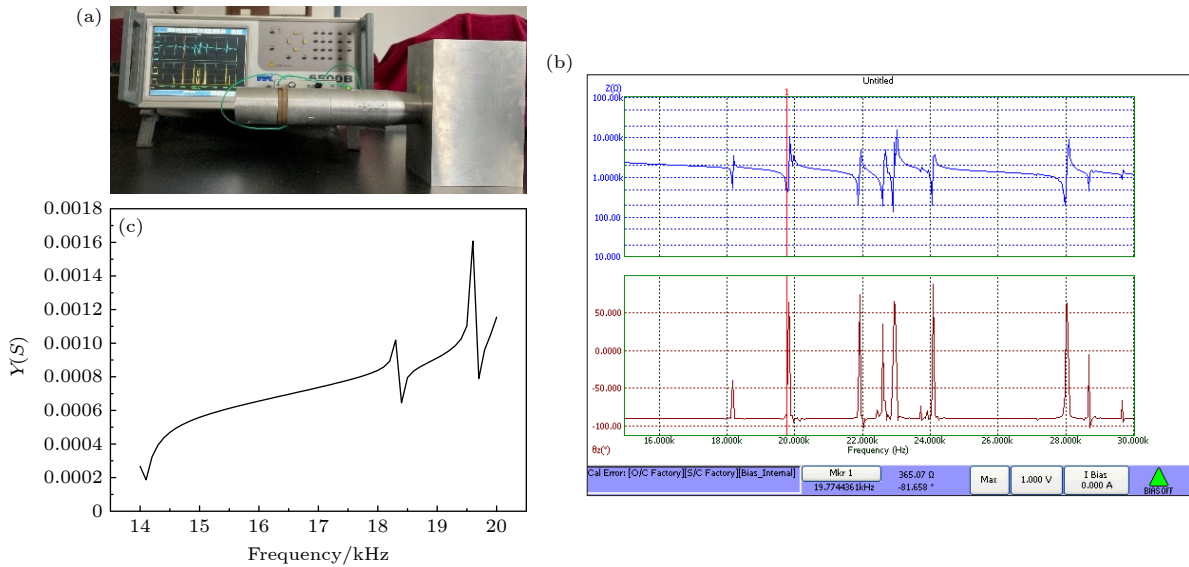 (a)
6500B
(b)
Untitled
Z(Ω)
100.00k
10.000k
1.0000k
100.00
10.000
1
50.000
0.0000
-50.000
-100.00
θz(°)
16.000k 18.000k 20.000k 22.000k 24.000k 26.000k 28.000k 30.000k
Frequency (Hz)
Cal Error: [O/C Factory][S/C Factory][Bias_Internal]
Mkr 1
19.7744361kHz
365.07 Ω
-81.658 °
Max
1.000 V
I Bias
0.000 A
BIAS OFF
(c)
0.0018
0.0016
0.0014
0.0012
0.0010
0.0008
0.0006
0.0004
0.0002
0
Y(S)
14 15 16 17 18 19 20
Frequency/kHz